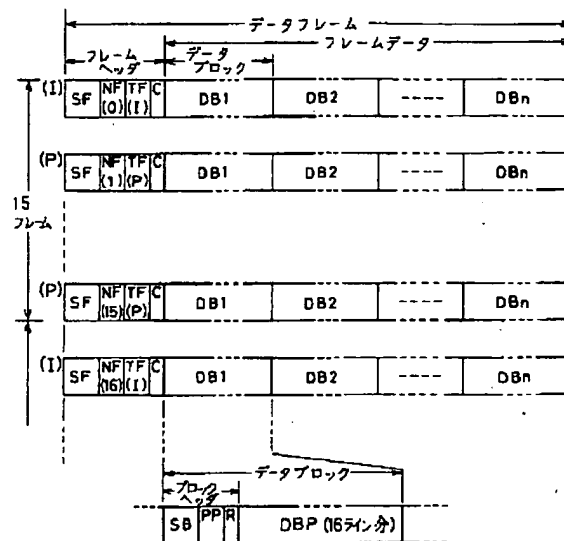 データフレーム
フレームデータ
フレームヘッダ
データブロック
(I) SF NF(0) TF(I) C DB1 DB2 ---- DBn
(P) SF NF(1) TF(P) C DB1 DB2 ---- DBn
15フレーム
(P) SF NF(15) TF(P) C DB1 DB2 ---- DBn
(I) SF NF(16) TF(I) C DB1 DB2 ---- DBn
データブロック
ブロックヘッダ
SB PP R DBP (16ライン分)